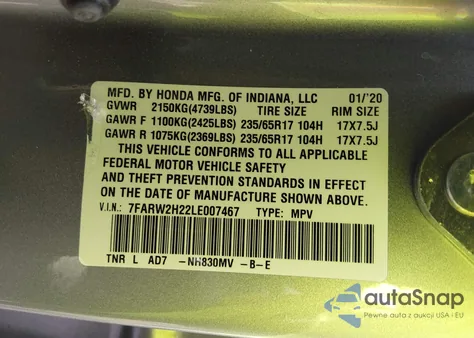 MFD. BY HONDA MFG. OF INDIANA, LLC 01/'20
GVWR 2150KG(4739LBS) TIRE SIZE RIM SIZE
GAWR F 1100KG(2425LBS) 235/65R17 104H 17X7.5J
GAWR R 1075KG(2369LBS) 235/65R17 104H 17X7.5J
THIS VEHICLE CONFORMS TO ALL APPLICABLE
FEDERAL MOTOR VEHICLE SAFETY
AND THEFT PREVENTION STANDARDS IN EFFECT
ON THE DATE OF MANUFACTURE SHOWN ABOVE.
V.I.N.: 7FARW2H22LE007467 TYPE: MPV
TNR L AD7 -NH830MV -B-E
autaSnap
Pewne auta z ubezpieczalni USA i EU